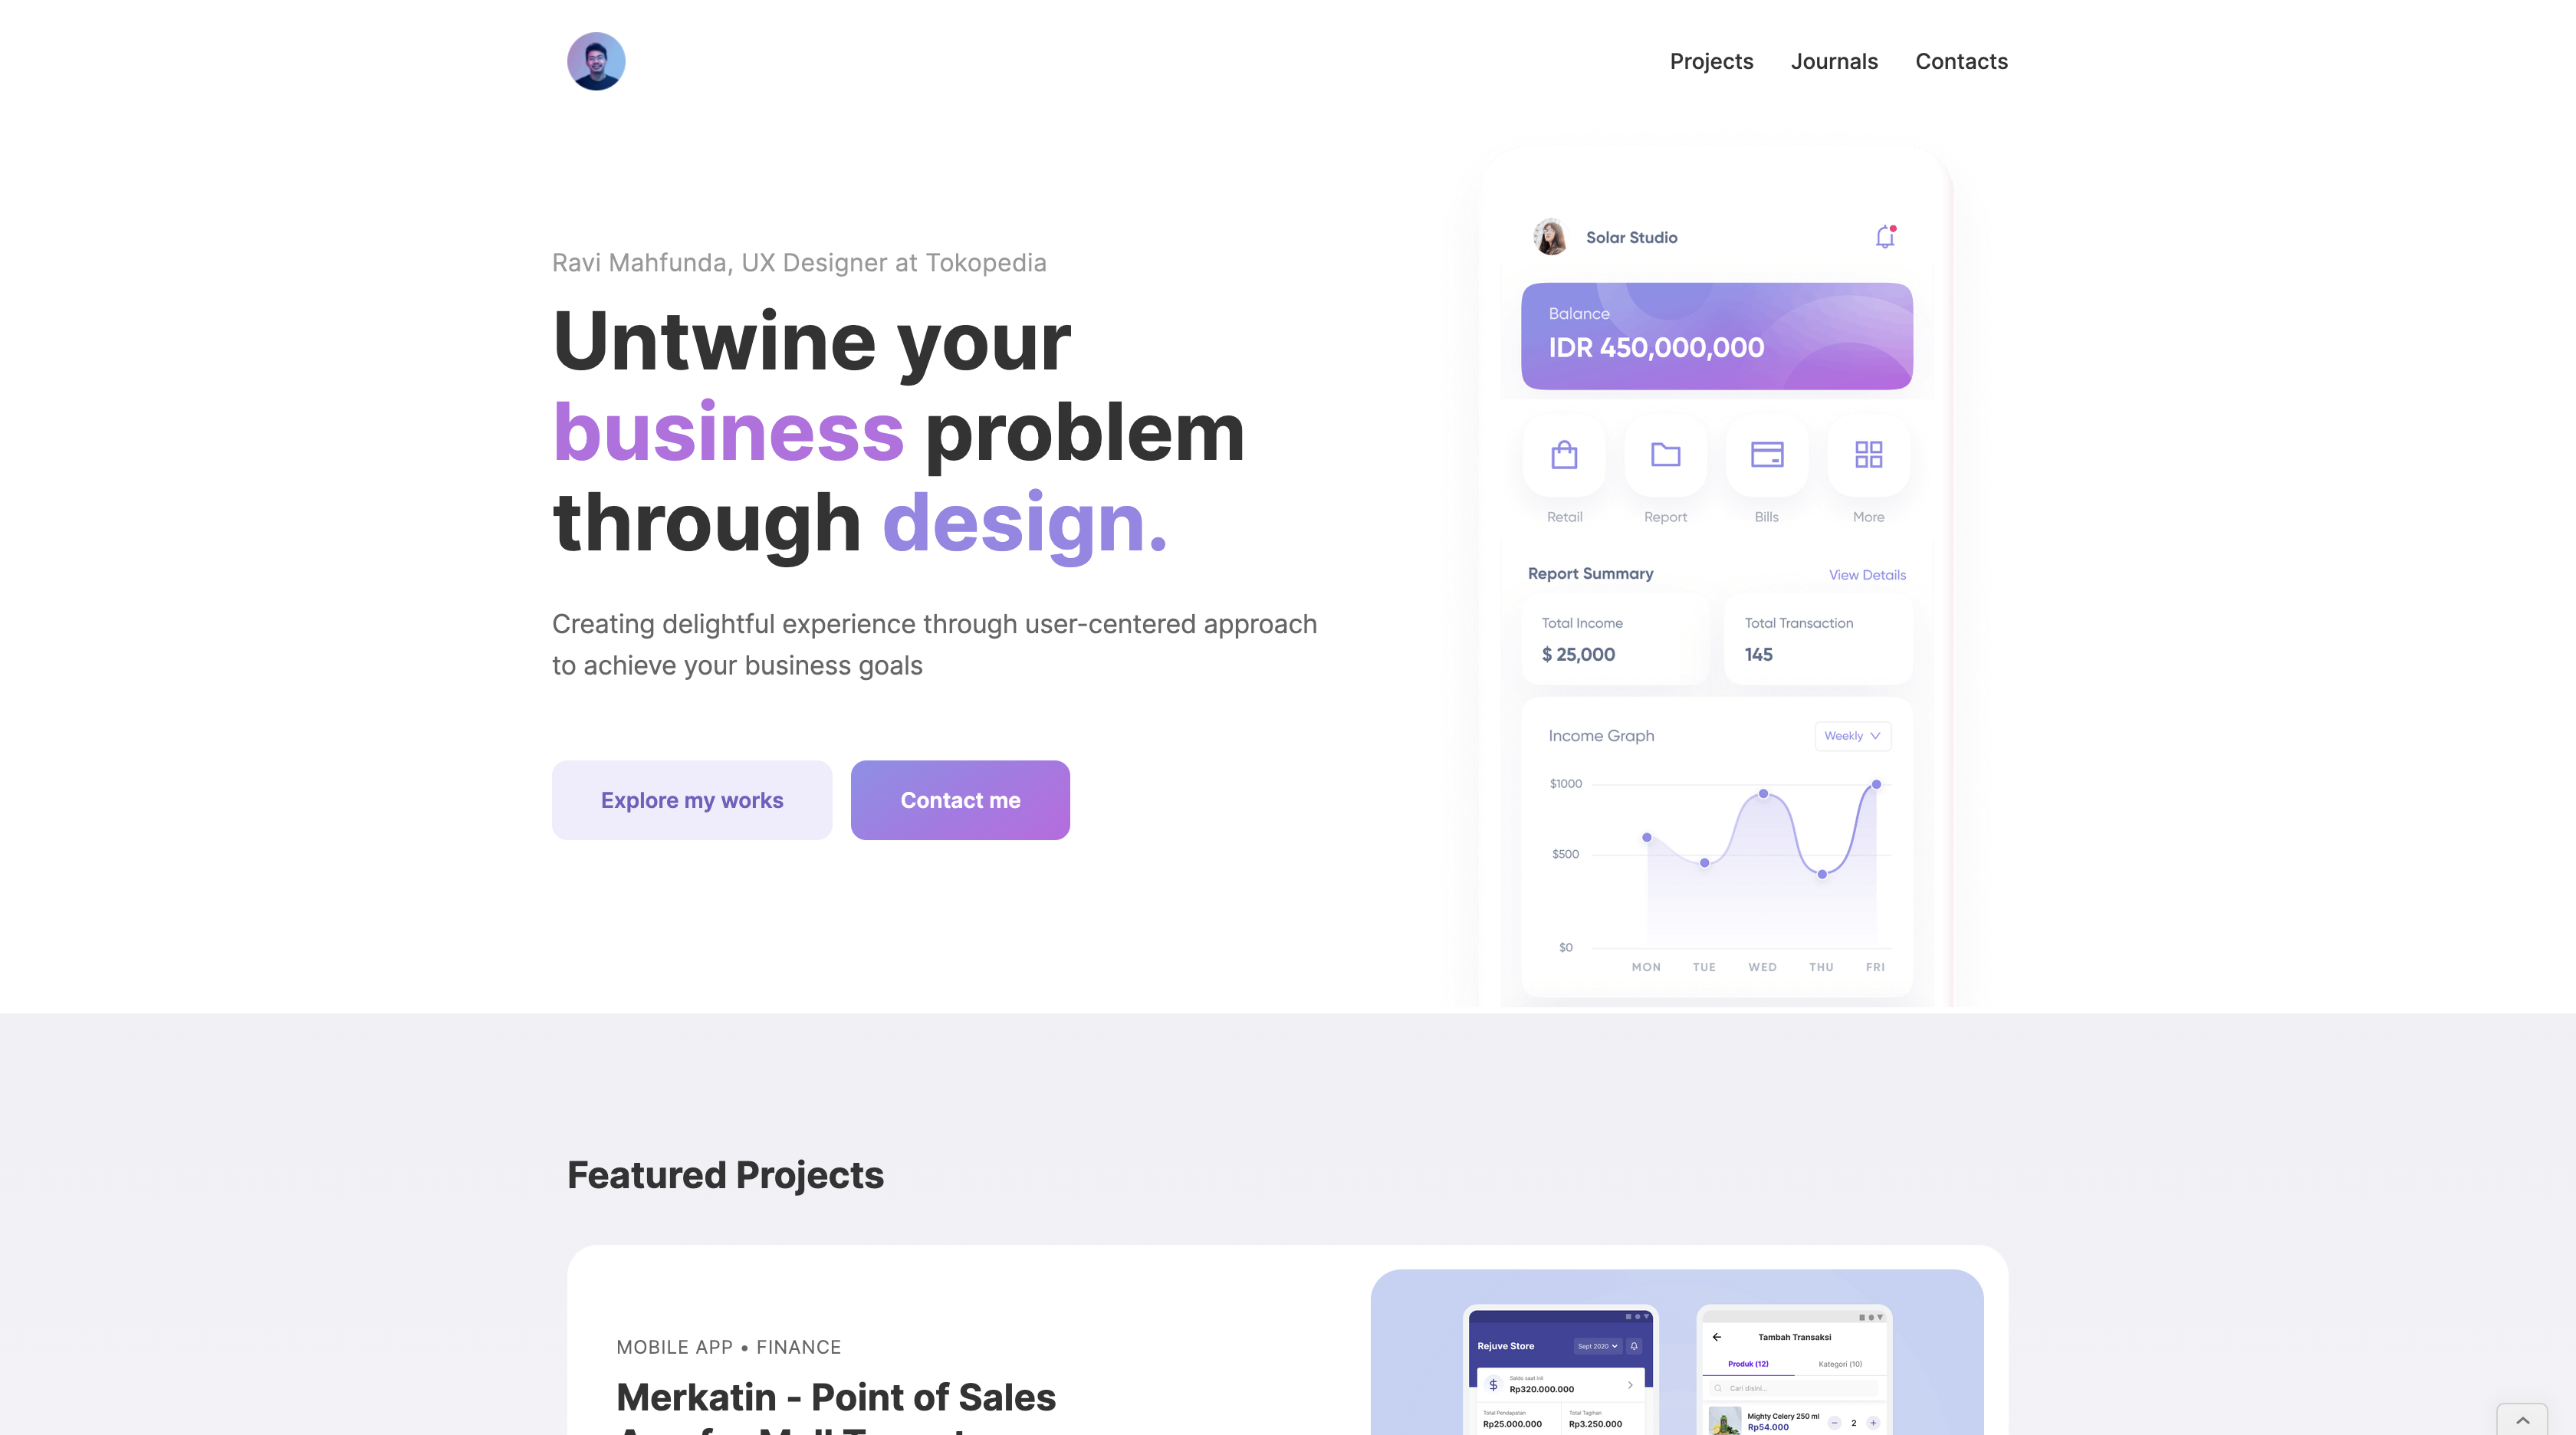 Projects Journals Contacts
Ravi Mahfunda, UX Designer at Tokopedia
Untwine your
business problem
through design.
Creating delightful experience through user-centered approach
to achieve your business goals
Explore my works
Contact me
Solar Studio
Balance
IDR 450,000,000
Retail Report Bills More
Report Summary View Details
Total Income
$ 25,000
Total Transaction
145
Income Graph Weekly
$1000
$500
$0
MON TUE WED THU FRI
Featured Projects
MOBILE APP • FINANCE
Merkatin - Point of Sales
Rejuve Store Sept 2020
Saldo saat ini
Rp320.000.000
Total Pendapatan Total Tagihan
Rp25.000.000 Rp3.250.000
Tambah Transaksi
Produk (12) Kategori (10)
Cari disini...
Mighty Celery 250 ml
Rp54.000
2